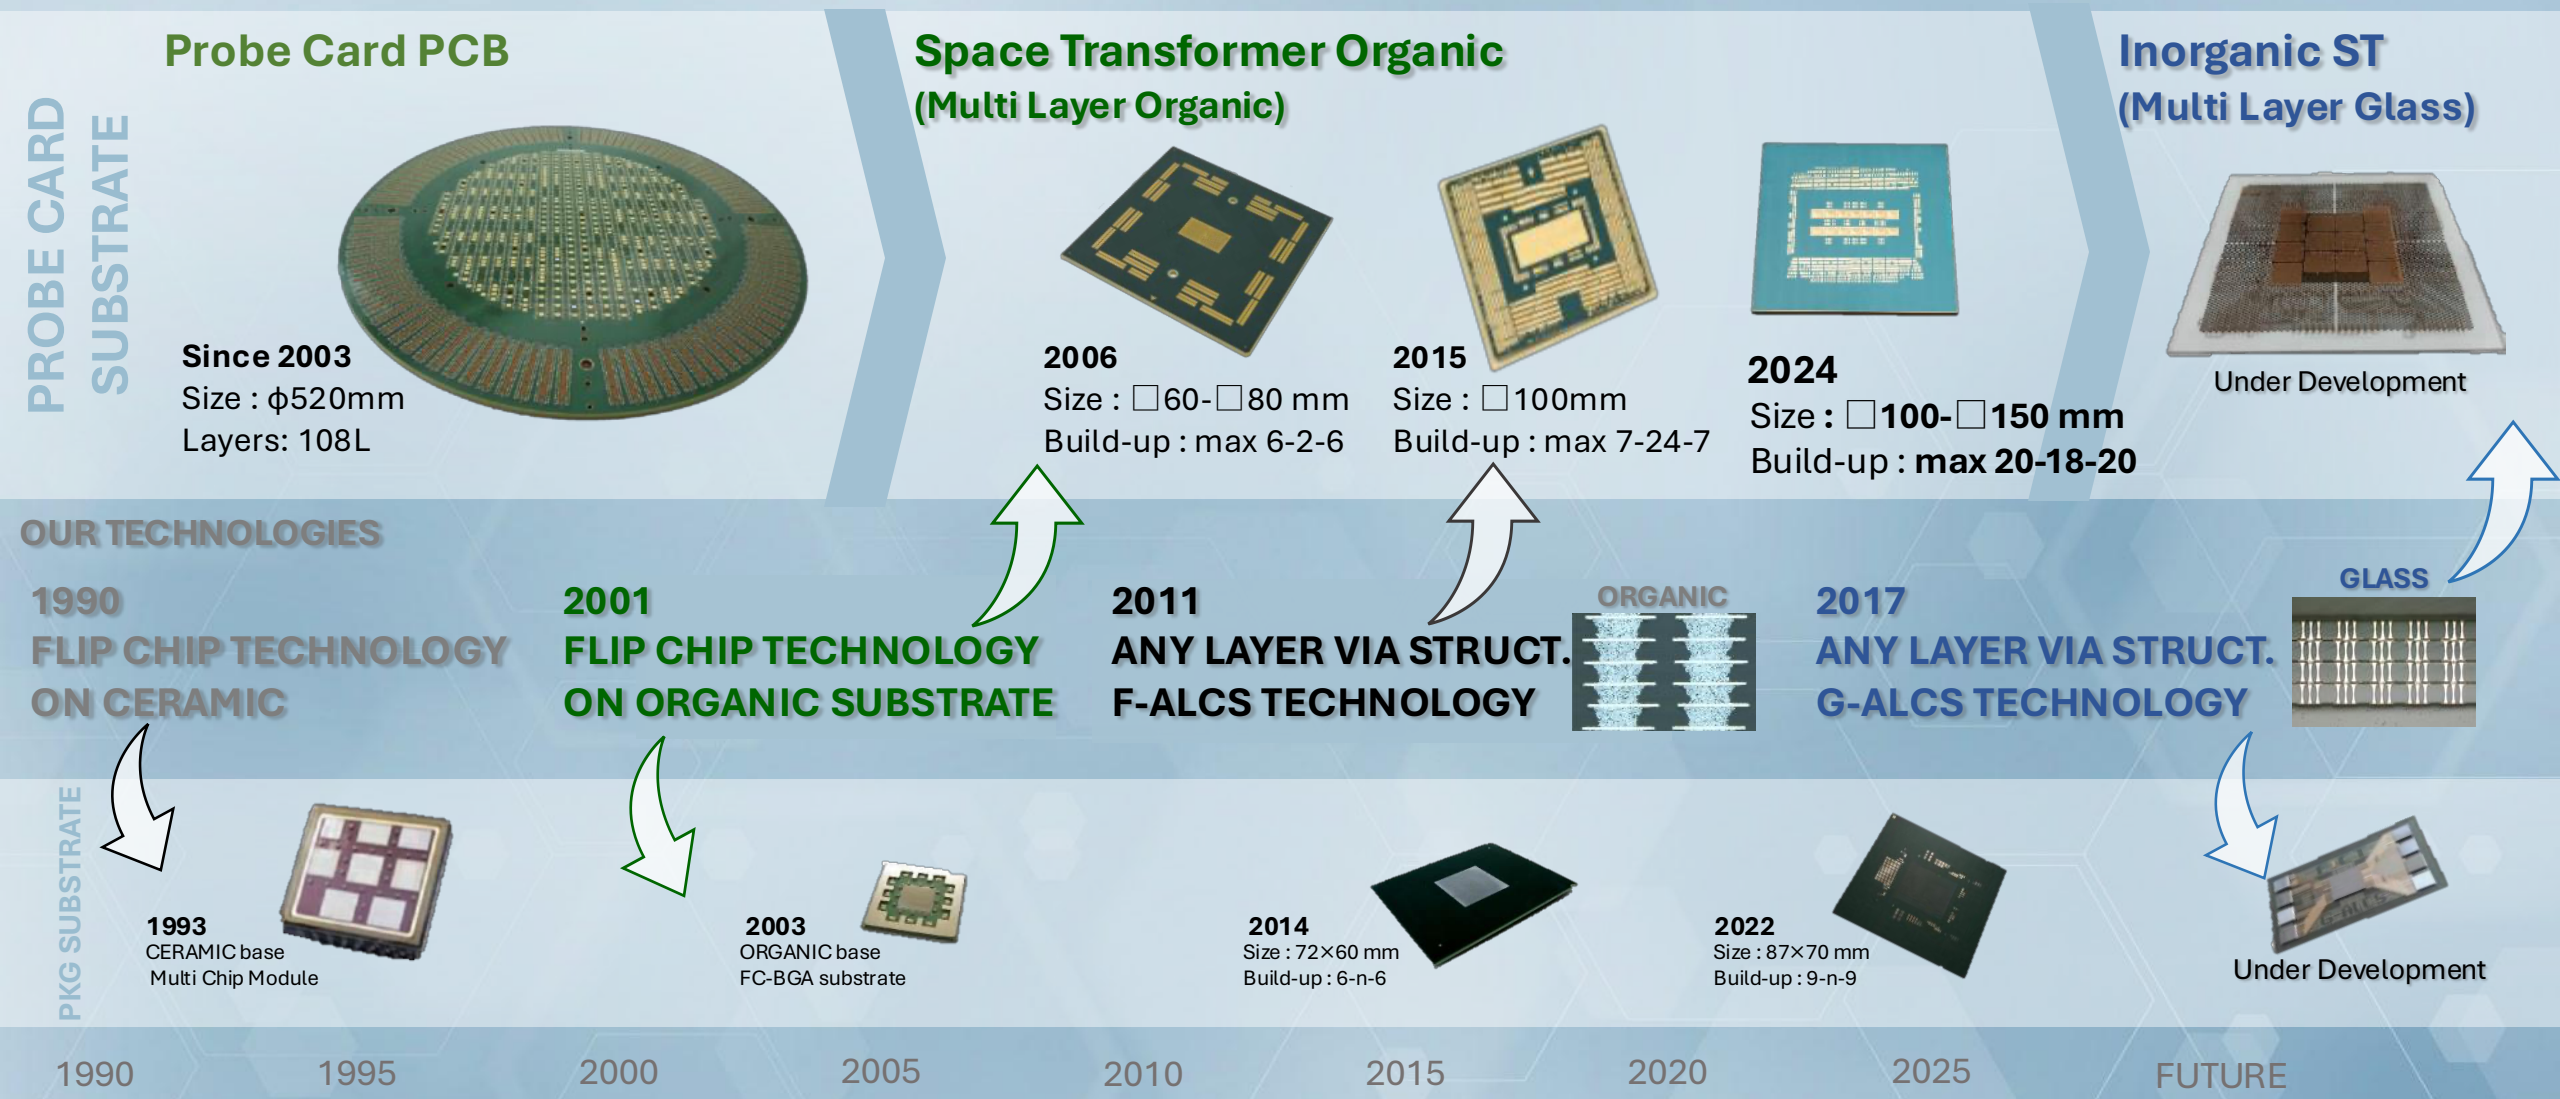 Probe Card PCB
PROBE CARD
SUBSTRATE
Since 2003
Size : ϕ520mm
Layers: 108L
Space Transformer Organic
(Multi Layer Organic)
2006
Size : □60-□80 mm
Build-up : max 6-2-6
2015
Size : □100mm
Build-up : max 7-24-7
2024
Size : □100-□150 mm
Build-up : max 20-18-20
Inorganic ST
(Multi Layer Glass)
Under Development
OUR TECHNOLOGIES
1990
FLIP CHIP TECHNOLOGY
ON CERAMIC
2001
FLIP CHIP TECHNOLOGY
ON ORGANIC SUBSTRATE
2011
ANY LAYER VIA STRUCT.
F-ALCS TECHNOLOGY
ORGANIC
2017
ANY LAYER VIA STRUCT.
G-ALCS TECHNOLOGY
GLASS
PKG SUBSTRATE
1993
CERAMIC base
Multi Chip Module
2003
ORGANIC base
FC-BGA substrate
2014
Size : 72×60 mm
Build-up : 6-n-6
2022
Size : 87×70 mm
Build-up : 9-n-9
G-ALCS
Under Development
1990
1995
2000
2005
2010
2015
2020
2025
FUTURE